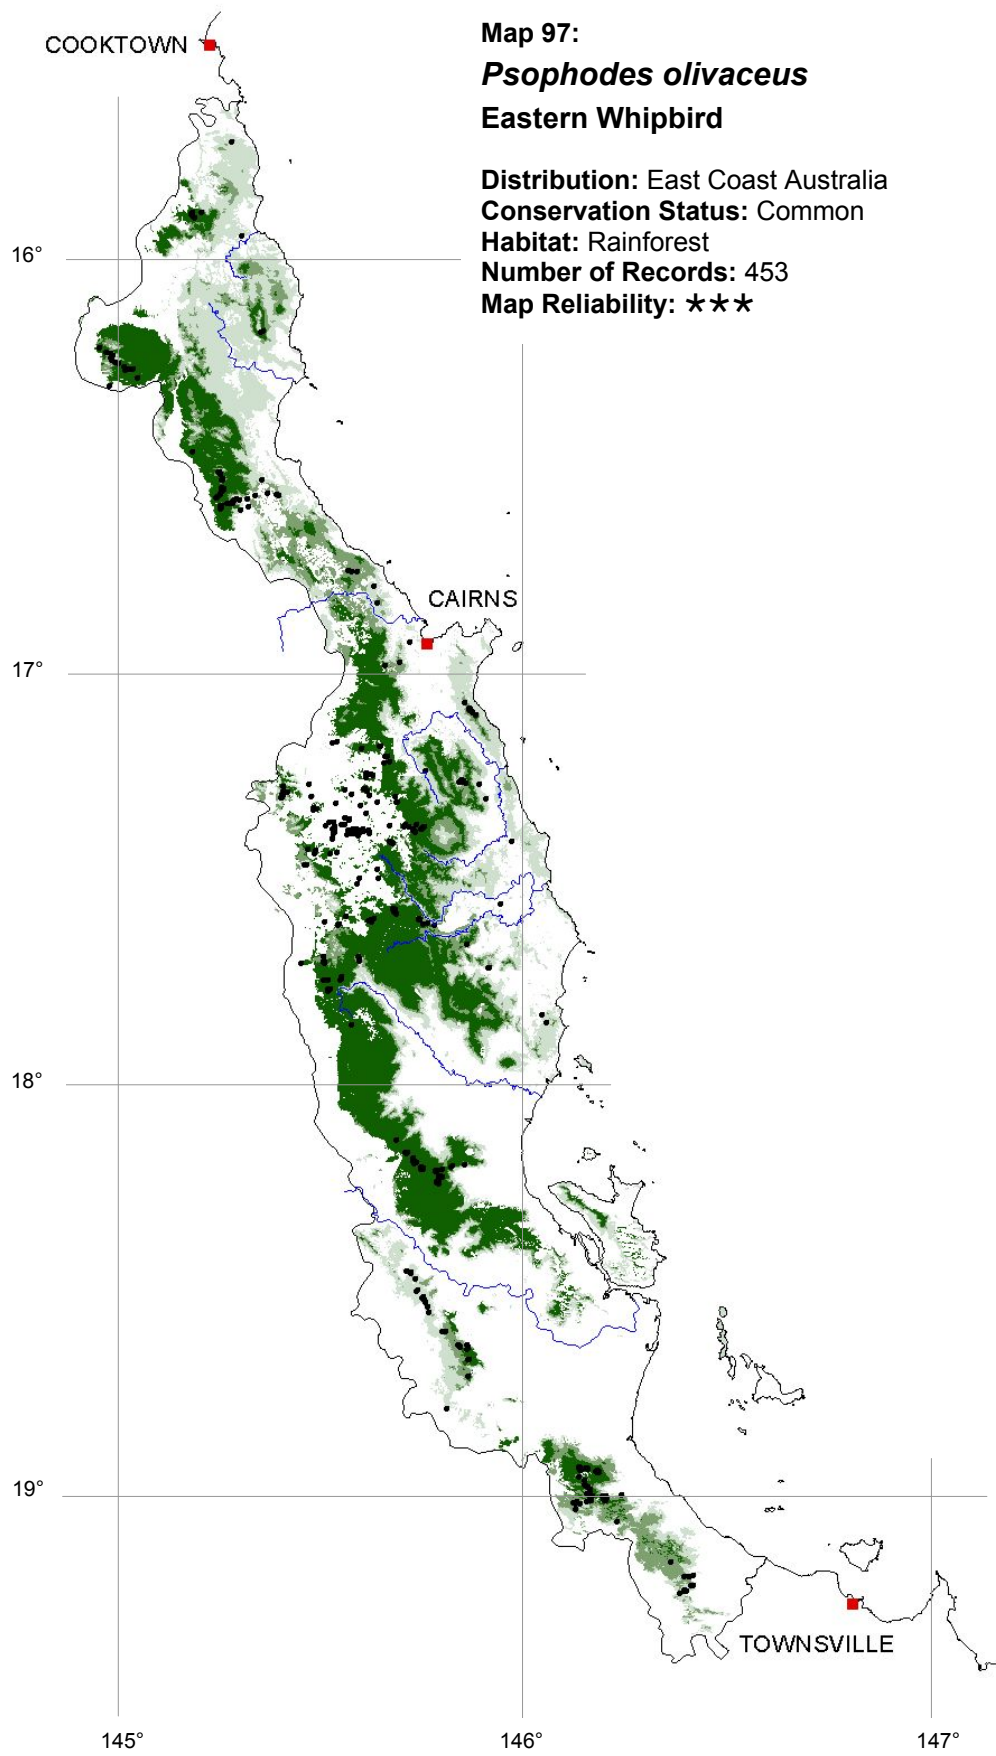 COOKTOWN
Map 97:
Psophodes olivaceus
Eastern Whipbird
Distribution: East Coast Australia
Conservation Status: Common
Habitat: Rainforest
Number of Records: 453
Map Reliability: ***
16°
CAIRNS
17°
18°
19°
TOWNSVILLE
145°
146°
147°